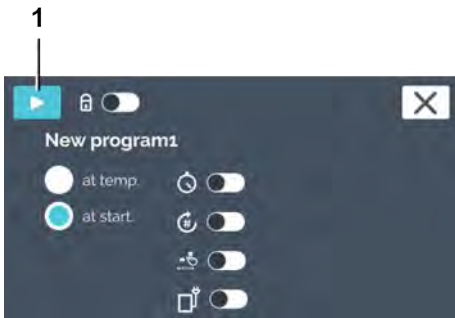 1
New program1
at temp.
at start.
#